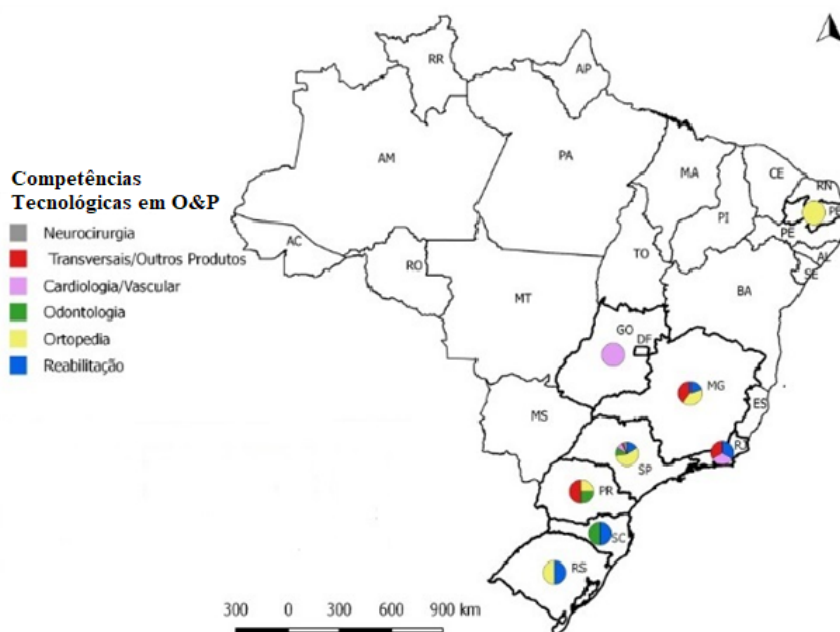 Competências
Tecnológicas em O&P
Neurocirurgia
Transversais/Outros Produtos
Cardiologia/Vascular
Odontologia
Ortopedia
Reabilitação
RR
AP
AM
PA
MA
CE
RN
PB
PI
PE
AC
AL
TO
SE
RO
BA
MT
GO
DF
MG
ES
MS
RJ
SP
PR
SC
RS
300 0 300 600 900 km